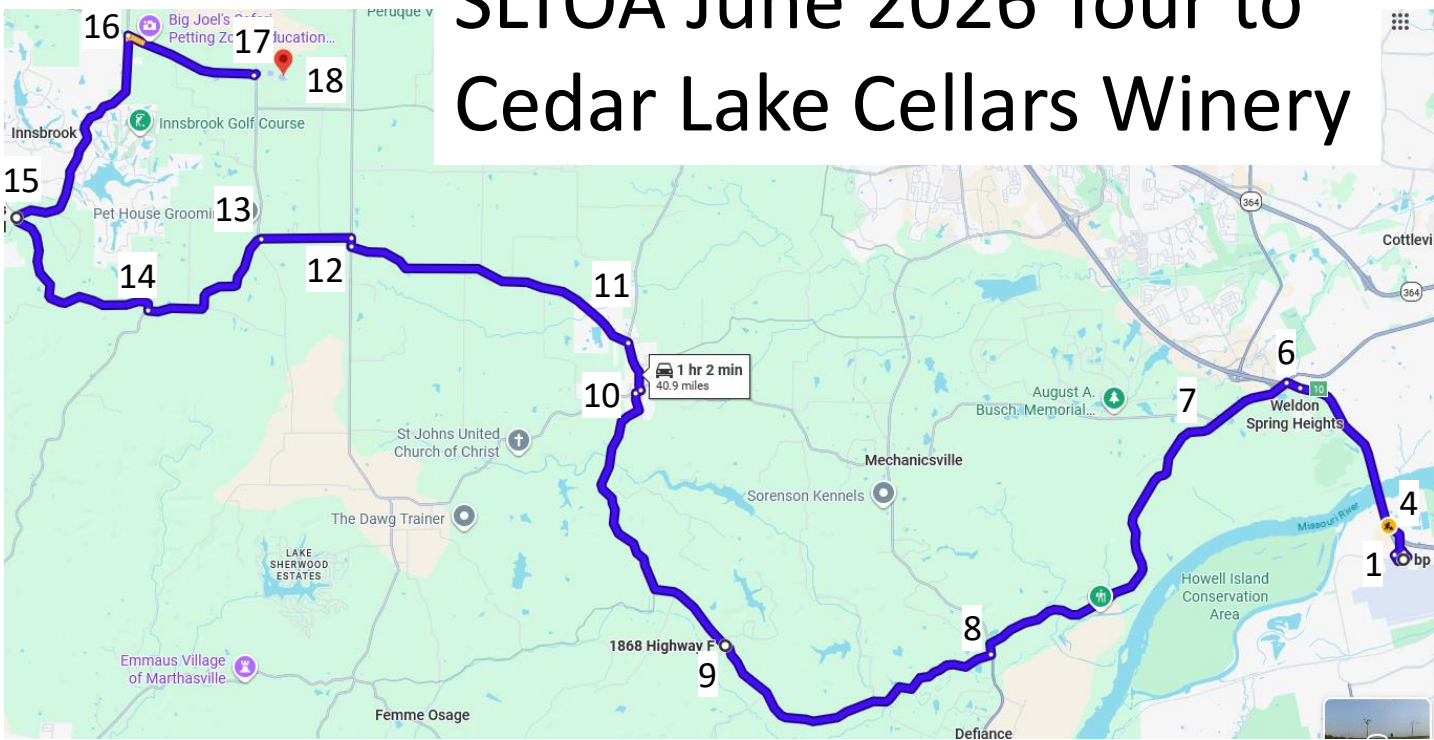 SLTOA June 2026 Tour to
Cedar Lake Cellars Winery
16
Big Joel's Safari
Petting Zo
ducation...
17
18
Peruque V
Innsbrook
Innsbrook Golf Course
15
Pet House Groomi
13
14
12
11
364
Cottlevi
364
1 hr 2 min
40.9 miles
10
6
10
Weldon
Spring Heights
7
August A.
Busch. Memorial...
St Johns United
Church of Christ
Mechanicsville
Sorenson Kennels
The Dawg Trainer
Missouri River
4
1
bp
LAKE
SHERWOOD
ESTATES
Howell Island
Conservation
Area
8
1868 Highway F
9
Emmaus Village
of Marthasville
Femme Osage
Defiance